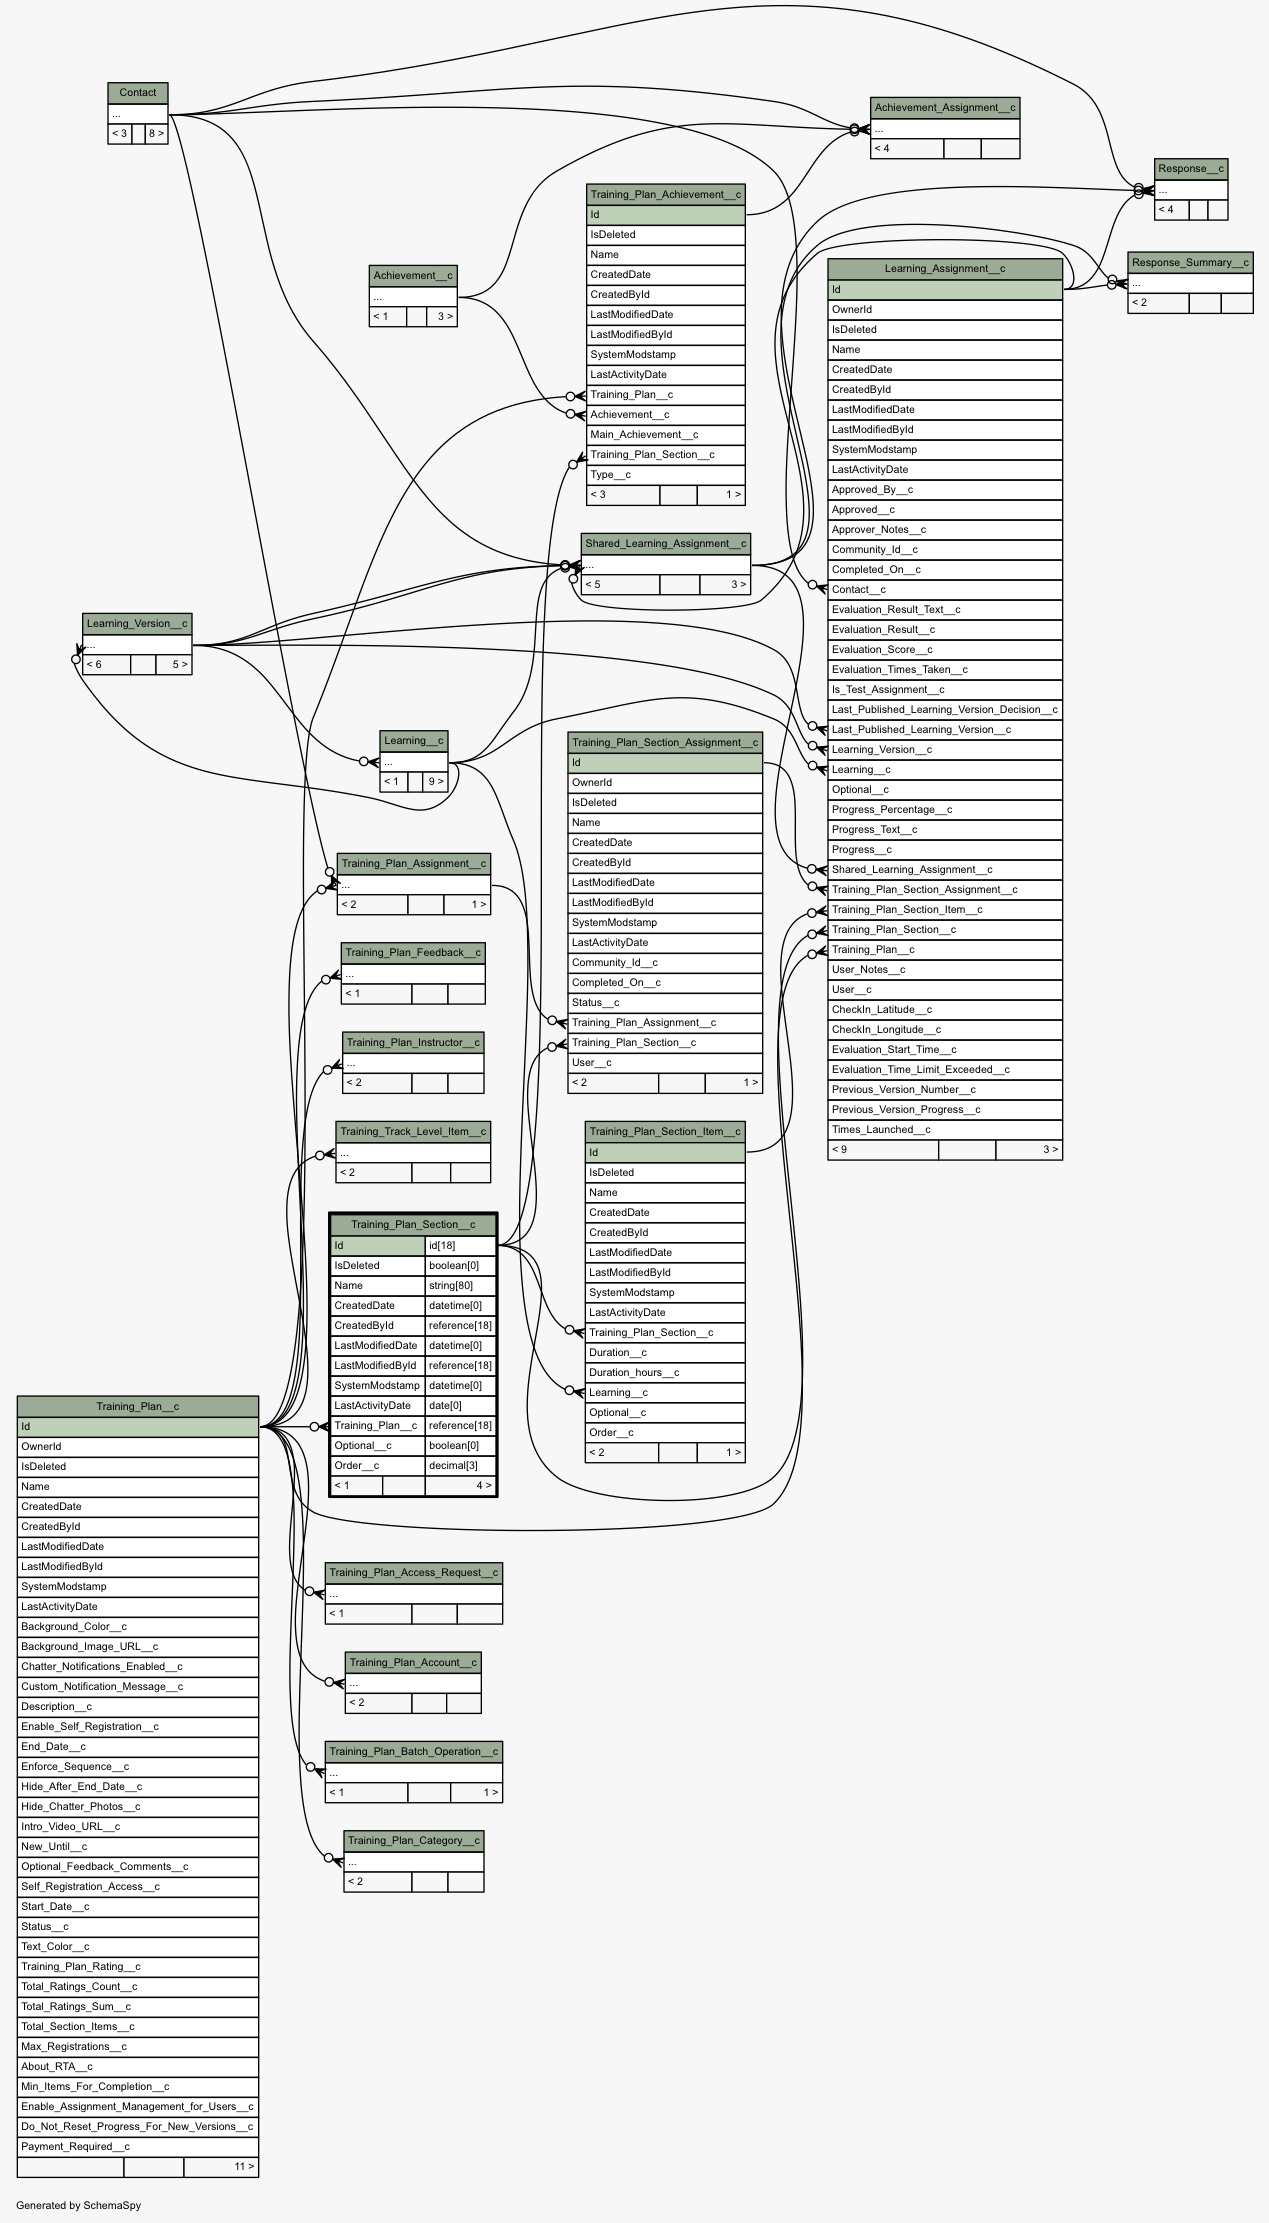 Contact
...
< 3 8 >
Achievement_Assignment__c
...
< 4
Response__c
...
< 4
Training_Plan_Achievement__c
Id
IsDeleted
Name
CreatedDate
CreatedById
LastModifiedDate
LastModifiedById
SystemModstamp
LastActivityDate
Training_Plan__c
Achievement__c
Main_Achievement__c
Training_Plan_Section__c
Type__c
< 3 1 >
Response_Summary__c
...
< 2
Achievement__c
...
< 1 3 >
Learning_Assignment__c
Id
OwnerId
IsDeleted
Name
CreatedDate
CreatedById
LastModifiedDate
LastModifiedById
SystemModstamp
LastActivityDate
Approved_By__c
Approved__c
Approver_Notes__c
Community_Id__c
Completed_On__c
Contact__c
Evaluation_Result_Text__c
Evaluation_Result__c
Evaluation_Score__c
Evaluation_Times_Taken__c
Is_Test_Assignment__c
Last_Published_Learning_Version_Decision__c
Last_Published_Learning_Version__c
Learning_Version__c
Learning__c
Optional__c
Progress_Percentage__c
Progress_Text__c
Progress__c
Shared_Learning_Assignment__c
Training_Plan_Section_Assignment__c
Training_Plan_Section_Item__c
Training_Plan_Section__c
Training_Plan__c
User_Notes__c
User__c
CheckIn_Latitude__c
CheckIn_Longitude__c
Evaluation_Start_Time__c
Evaluation_Time_Limit_Exceeded__c
Previous_Version_Number__c
Previous_Version_Progress__c
Times_Launched__c
< 9 3 >
Shared_Learning_Assignment__c
...
< 5 3 >
Learning_Version__c
...
< 6 5 >
Learning__c
...
< 1 9 >
Training_Plan_Section_Assignment__c
Id
OwnerId
IsDeleted
Name
CreatedDate
CreatedById
LastModifiedDate
LastModifiedById
SystemModstamp
LastActivityDate
Community_Id__c
Completed_On__c
Status__c
Training_Plan_Assignment__c
Training_Plan_Section__c
User__c
< 2 1 >
Training_Plan_Assignment__c
...
< 2 1 >
Training_Plan_Feedback__c
...
< 1
Training_Plan_Instructor__c
...
< 2
Training_Track_Level_Item__c
...
< 2
Training_Plan_Section_Item__c
Id
IsDeleted
Name
CreatedDate
CreatedById
LastModifiedDate
LastModifiedById
SystemModstamp
LastActivityDate
Training_Plan_Section__c
Duration__c
Duration_hours__c
Learning__c
Optional__c
Order__c
< 2 1 >
Training_Plan_Section__c
Id id[18]
IsDeleted boolean[0]
Name string[80]
CreatedDate datetime[0]
CreatedById reference[18]
LastModifiedDate datetime[0]
LastModifiedById reference[18]
SystemModstamp datetime[0]
LastActivityDate date[0]
Training_Plan__c reference[18]
Optional__c boolean[0]
Order__c decimal[3]
< 1 4 >
Training_Plan__c
Id
OwnerId
IsDeleted
Name
CreatedDate
CreatedById
LastModifiedDate
LastModifiedById
SystemModstamp
LastActivityDate
Background_Color__c
Background_Image_URL__c
Chatter_Notifications_Enabled__c
Custom_Notification_Message__c
Description__c
Enable_Self_Registration__c
End_Date__c
Enforce_Sequence__c
Hide_After_End_Date__c
Hide_Chatter_Photos__c
Intro_Video_URL__c
New_Until__c
Optional_Feedback_Comments__c
Self_Registration_Access__c
Start_Date__c
Status__c
Text_Color__c
Training_Plan_Rating__c
Total_Ratings_Count__c
Total_Ratings_Sum__c
Total_Section_Items__c
Max_Registrations__c
About_RTA__c
Min_Items_For_Completion__c
Enable_Assignment_Management_for_Users__c
Do_Not_Reset_Progress_For_New_Versions__c
Payment_Required__c
11 >
Training_Plan_Access_Request__c
...
< 1
Training_Plan_Account__c
...
< 2
Training_Plan_Batch_Operation__c
...
< 1 1 >
Training_Plan_Category__c
...
< 2
Generated by SchemaSpy